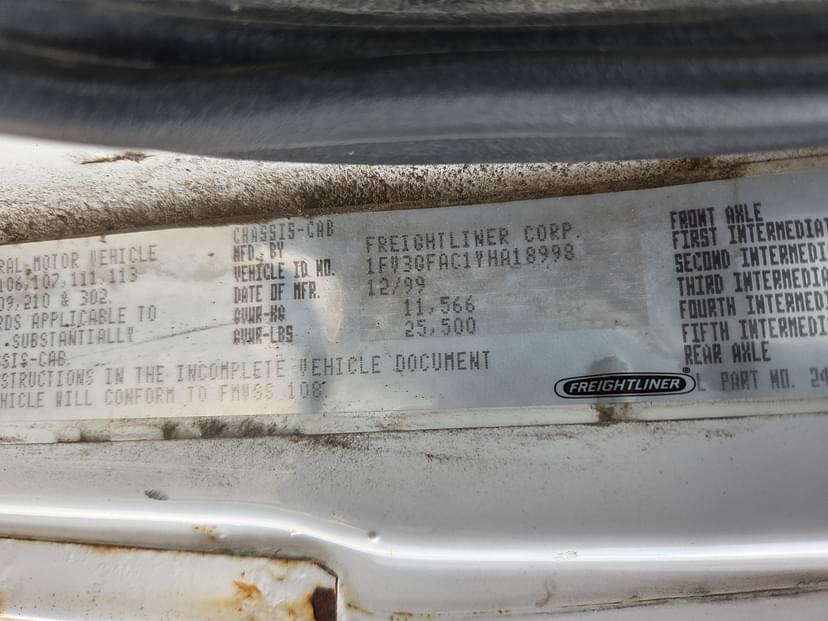 RAL MOTOR VEHICLE
106,107,111,113
09,210 & 302.
RDS APPLICABLE TO
SUBSTANTIALLY
SSIS-CAB.
STRUCTIONS IN THE INCOMPLETE VEHICLE DOCUMENT
HICLE WILL CONFORM TO FMVSS 108.
CHASSIS-CAB
MFD. BY FREIGHTLINER CORP.
VEHICLE ID NO. 1FV3GFAC1YHA18998
DATE OF MFR. 12/99
GVWR-KG 11,566
GVWR-LBS 25,500
FREIGHTLINER
FRONT AXLE
FIRST INTERMEDIAT
SECOND INTERMEDI
THIRD INTERMEDIA
FOURTH INTERMEDI
FIFTH INTERMEDIA
REAR AXLE
L PART NO. 24